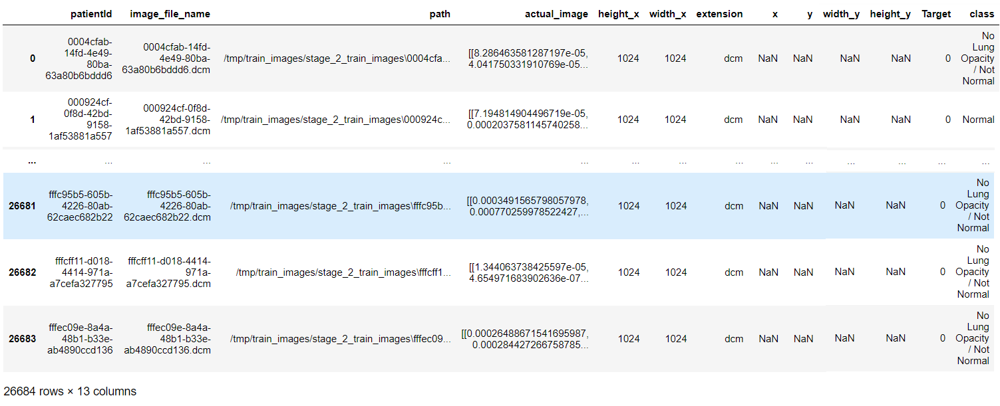 patientId image_file_name path actual_image height_x width_x extension x y width_y height_y Target class
0 0004cfab-14fd-4e49-80ba-63a80b6bddd6 0004cfab-14fd-4e49-80ba-63a80b6bddd6.dcm /tmp/train_images/stage_2_train_images\0004cfa... [[8.286463581287197e-05, 4.041750331910769e-05... 1024 1024 dcm NaN NaN NaN NaN 0 No Lung Opacity / Not Normal
1 000924cf-0f8d-42bd-9158-1af53881a557 000924cf-0f8d-42bd-9158-1af53881a557.dcm /tmp/train_images/stage_2_train_images\000924c... [[7.194814904496719e-05, 0.0002037581145740258... 1024 1024 dcm NaN NaN NaN NaN 0 Normal
... ... ... ... ... ... ... ... ... ... ... ... ... ...
26681 fffc95b5-605b-4226-80ab-62caec682b22 fffc95b5-605b-4226-80ab-62caec682b22.dcm /tmp/train_images/stage_2_train_images\fffc95b... [[0.0003491565798057978, 0.000770259978522427,... 1024 1024 dcm NaN NaN NaN NaN 0 No Lung Opacity / Not Normal
26682 fffcff11-d018-4414-971a-a7cefa327795 fffcff11-d018-4414-971a-a7cefa327795.dcm /tmp/train_images/stage_2_train_images\fffcff1... [[1.344063738425597e-05, 4.654971683902636e-07... 1024 1024 dcm NaN NaN NaN NaN 0 No Lung Opacity / Not Normal
26683 fffec09e-8a4a-48b1-b33e-ab4890ccd136 fffec09e-8a4a-48b1-b33e-ab4890ccd136.dcm /tmp/train_images/stage_2_train_images\fffec09... [[0.00026488671541695987, 0.000284427266758785... 1024 1024 dcm NaN NaN NaN NaN 0 No Lung Opacity / Not Normal
26684 rows × 13 columns